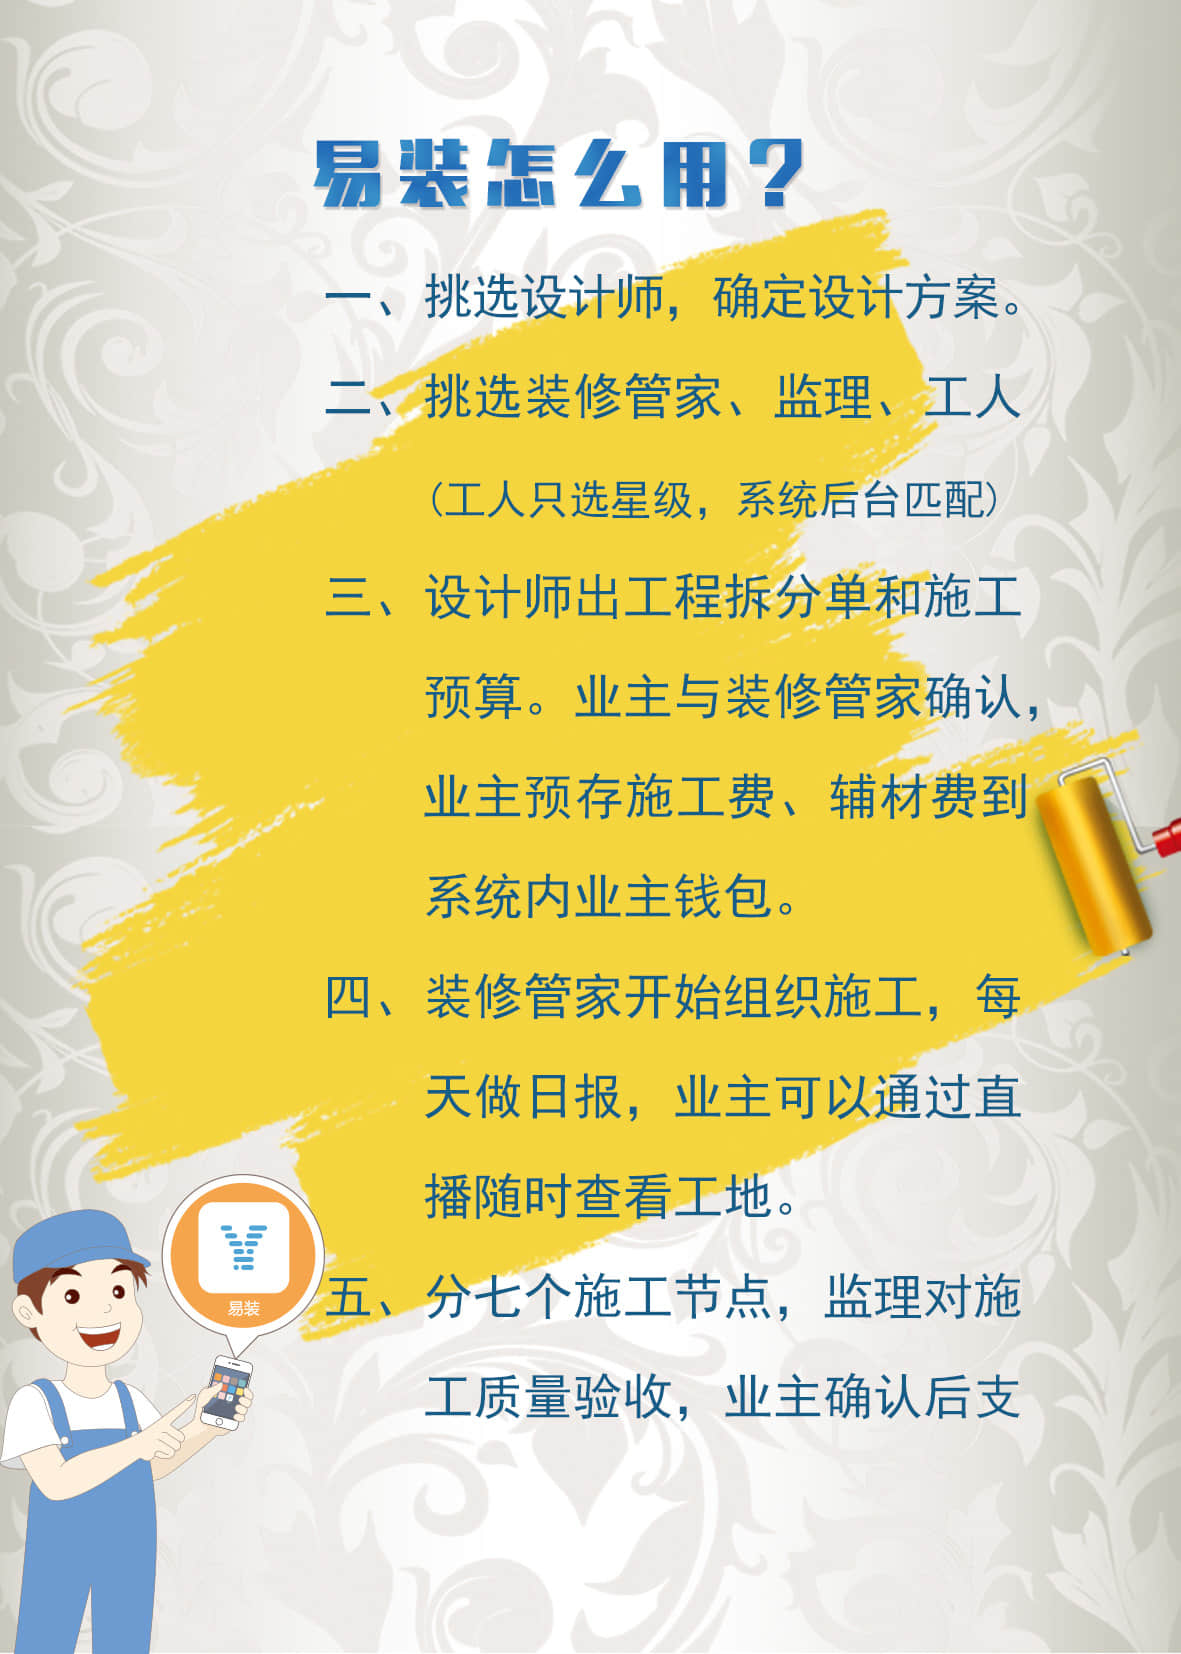 易装怎么用？
一、挑选设计师，确定设计方案。
二、挑选装修管家、监理、工人
（工人只选星级，系统后台匹配）
三、设计师出工程拆分单和施工
预算。业主与装修管家确认，
业主预存施工费、辅材费到
系统内业主钱包。
四、装修管家开始组织施工，每
天做日报，业主可以通过直
播随时查看工地。
易装
五、分七个施工节点，监理对施
工质量验收，业主确认后支